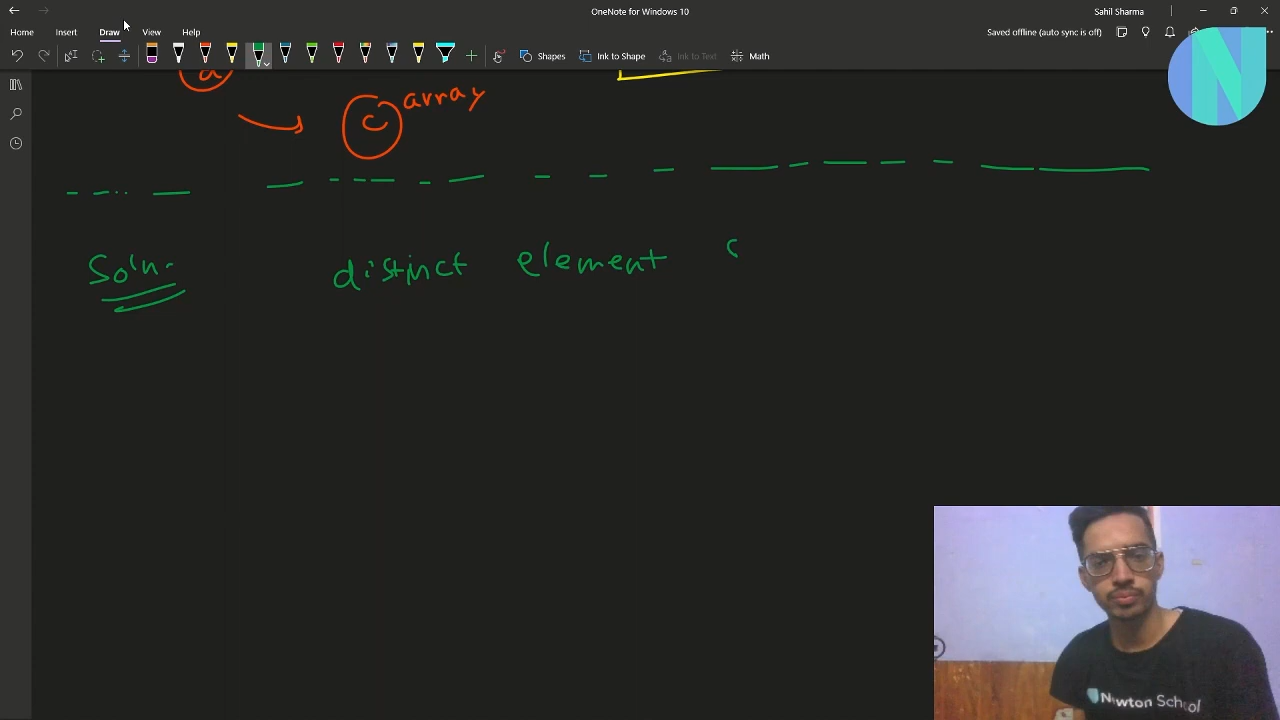 OneNote for Windows 10
Sahil Sharma
Home Insert Draw View Help
Saved offline (auto sync is off)
Shapes Ink to Shape Ink to Text Math
a
c array
Soln:- distinct element
Newton School